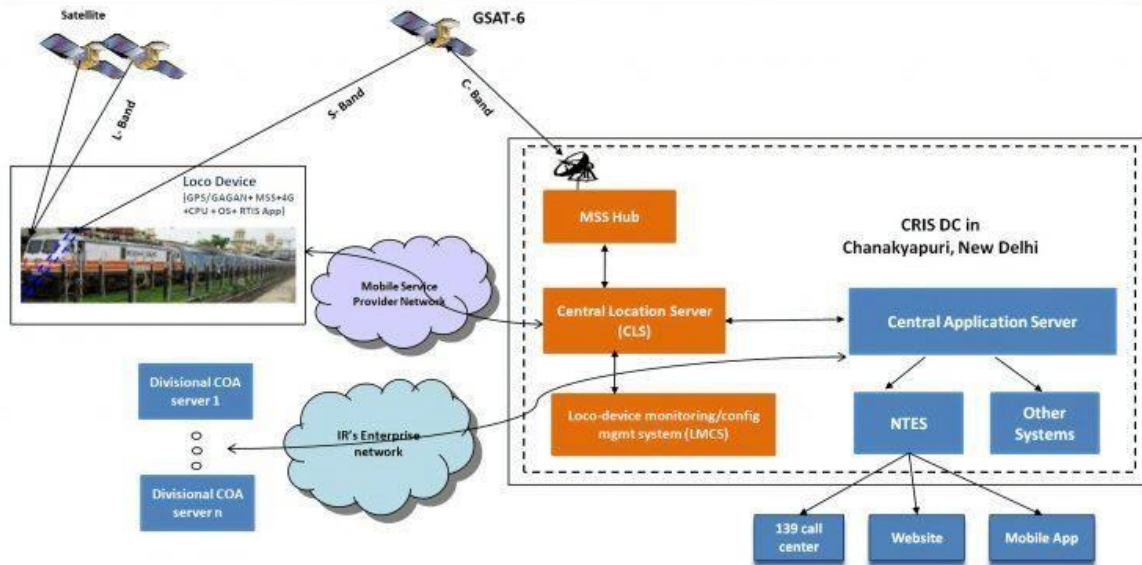 Satellite
GSAT-6
L- Band
S- Band
C- Band
Loco Device
[GPS/GAGAN+ MSS+4G
+CPU + OS+ RTIS App]
MSS Hub
CRIS DC in
Chanakyapuri, New Delhi
Mobile Service
Provider Network
Central Location Server
(CLS)
Central Application Server
Divisional COA
server 1
IR's Enterprise
network
Loco-device monitoring/config
mgmt system (LMCS)
NTES
Other
Systems
Divisional COA
server n
139 call
center
Website
Mobile App